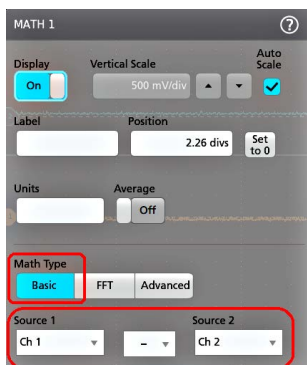 MATH 1
?
Display
Vertical Scale
Auto
Scale
On
500 mV/div
Label
Position
2.26 divs
Set
to 0
Units
Average
Off
Math Type
Basic
FFT
Advanced
Source 1
Source 2
Ch 1
–
Ch 2